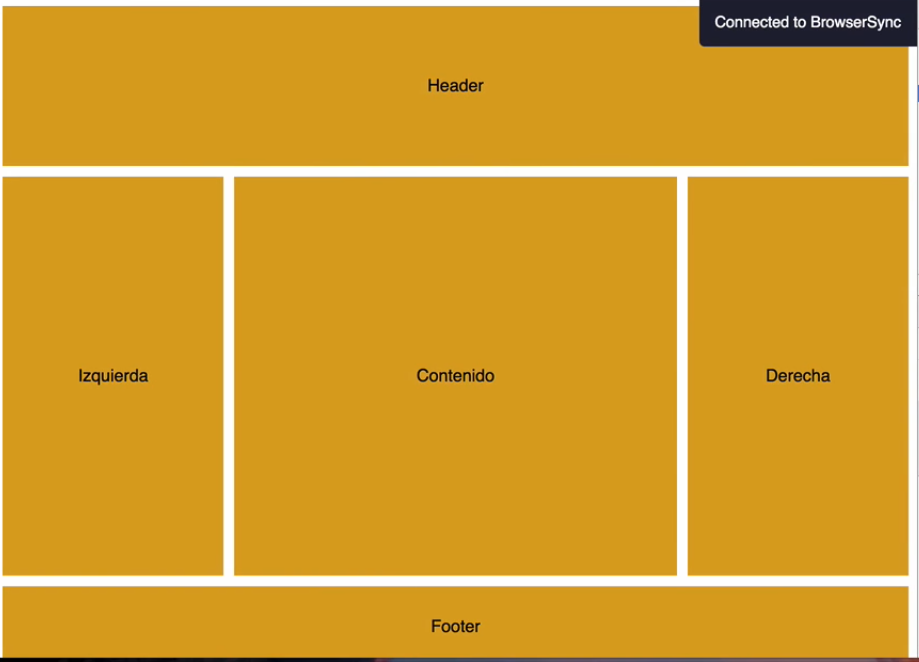 Connected to BrowserSync
Header
Izquierda
Contenido
Derecha
Footer